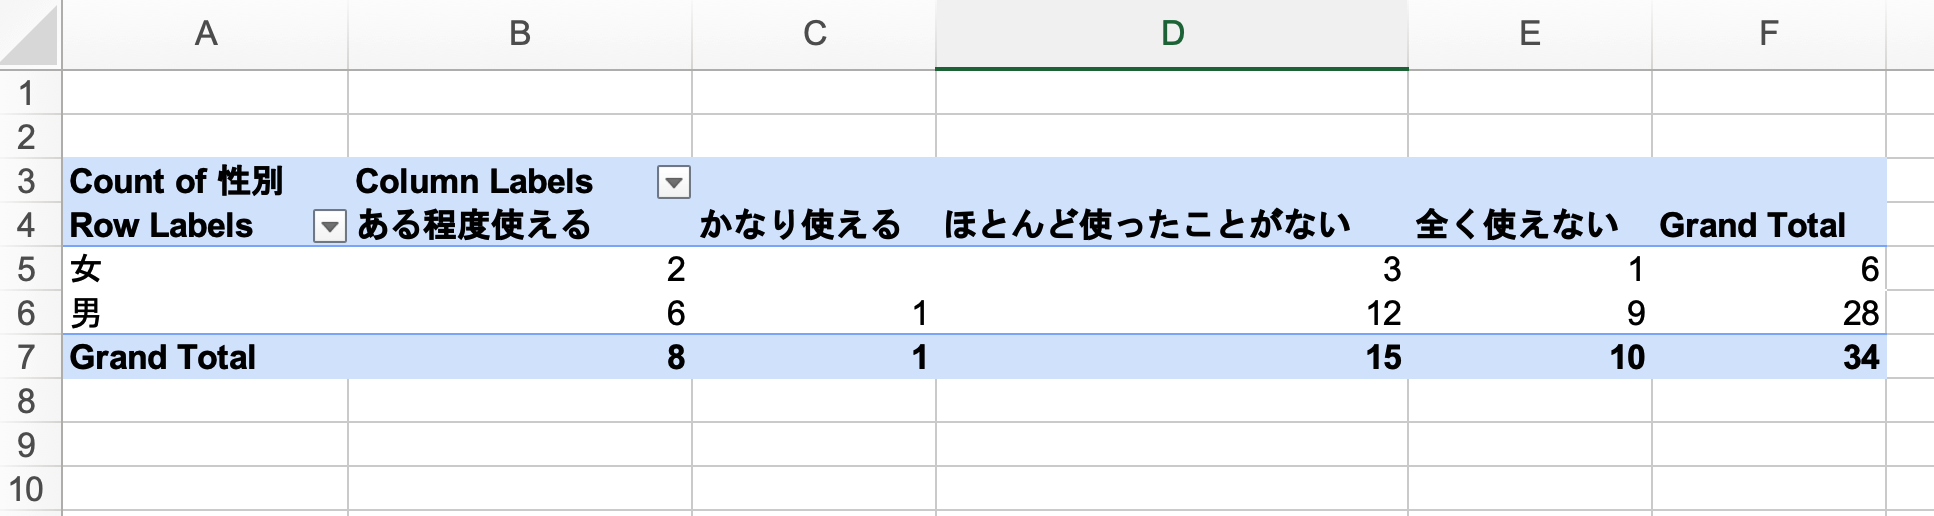 A B C D E F
1
2
3 Count of 性別 Column Labels
4 Row Labels ある程度使える かなり使える ほとんど使ったことがない 全く使えない Grand Total
5 女 2 3 1 6
6 男 6 1 12 9 28
7 Grand Total 8 1 15 10 34
8
9
10